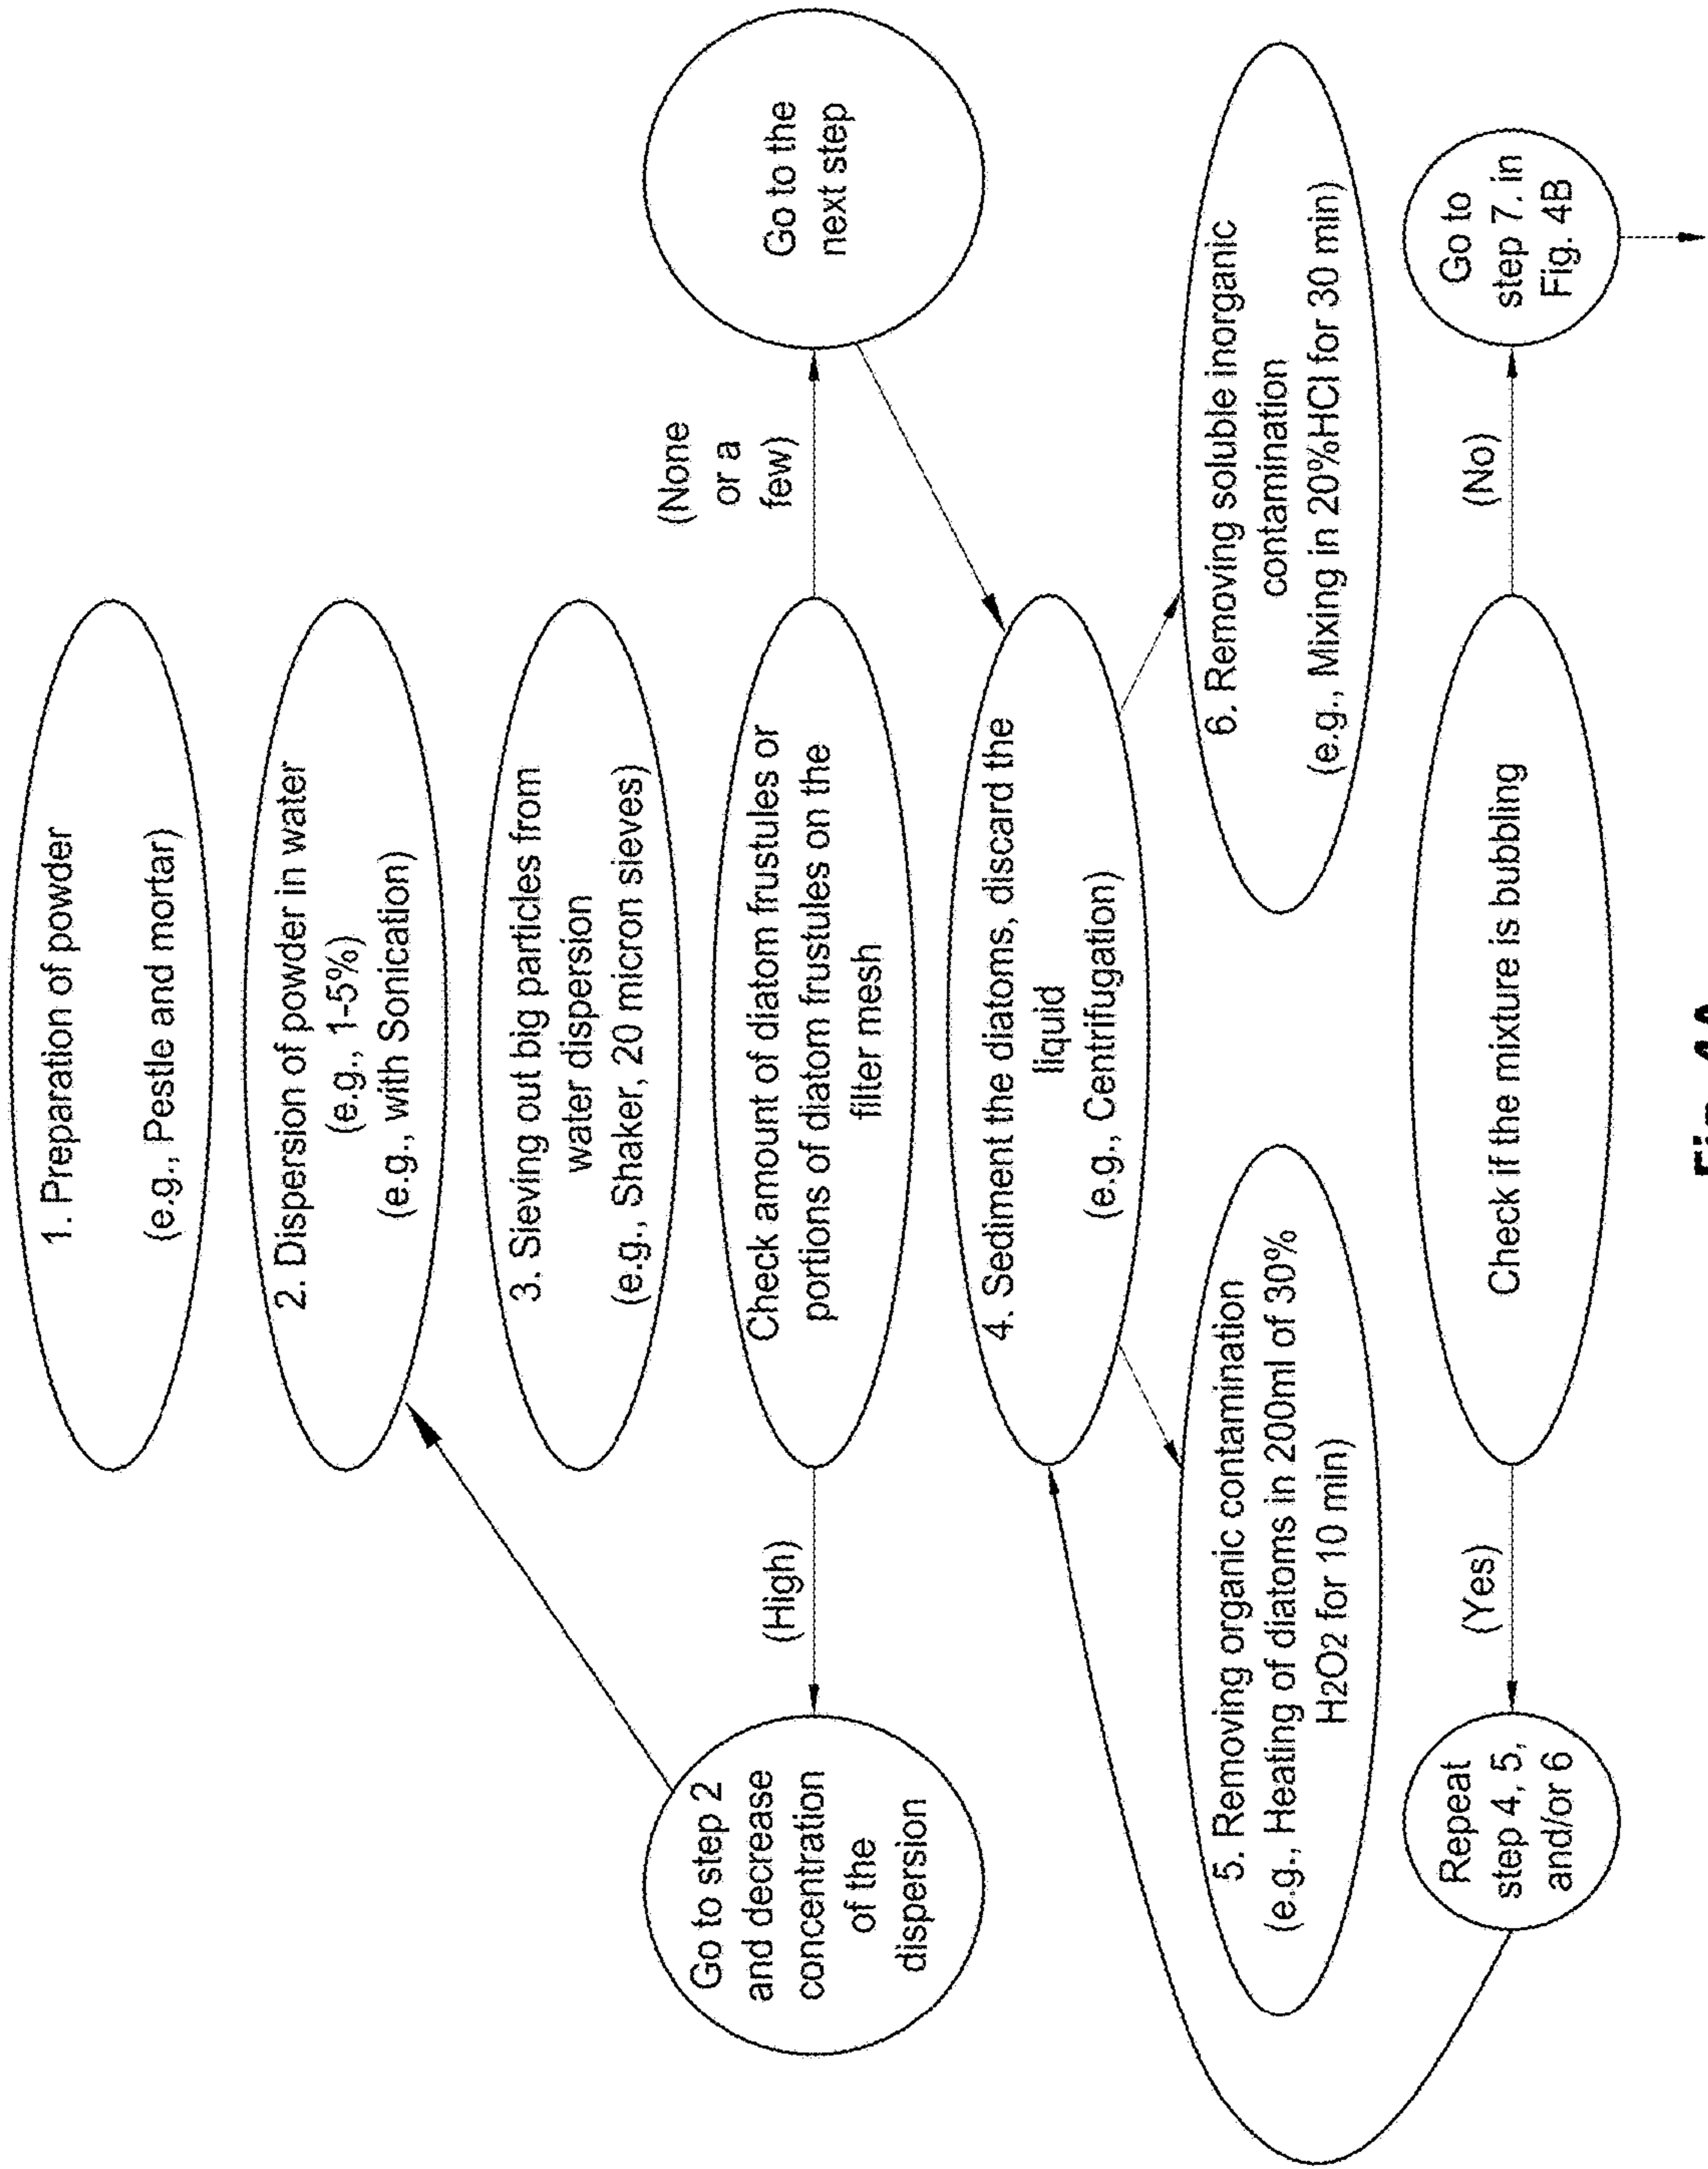 1. Preparation of powder
(e.g., Pestle and mortar)
2. Dispersion of powder in water
(e.g., 1-5%)
(e.g., with Sonication)
3. Sieving out big particles from
water dispersion
(e.g., Shaker, 20 micron sieves)
Go to step 2
and decrease
concentration
of the
dispersion
(High)
Check amount of diatom frustules or
portions of diatom frustules on the
filter mesh
(None
or a
few)
Go to the
next step
4. Sediment the diatoms, discard the
liquid
(e.g., Centrifugation)
5. Removing organic contamination
(e.g., Heating of diatoms in 200ml of 30%
H2O2 for 10 min)
6. Removing soluble inorganic
contamination
(e.g., Mixing in 20%HCl for 30 min)
Repeat
step 4, 5,
and/or 6
(Yes)
Check if the mixture is bubbling
(No)
Go to
step 7. in
Fig. 4B